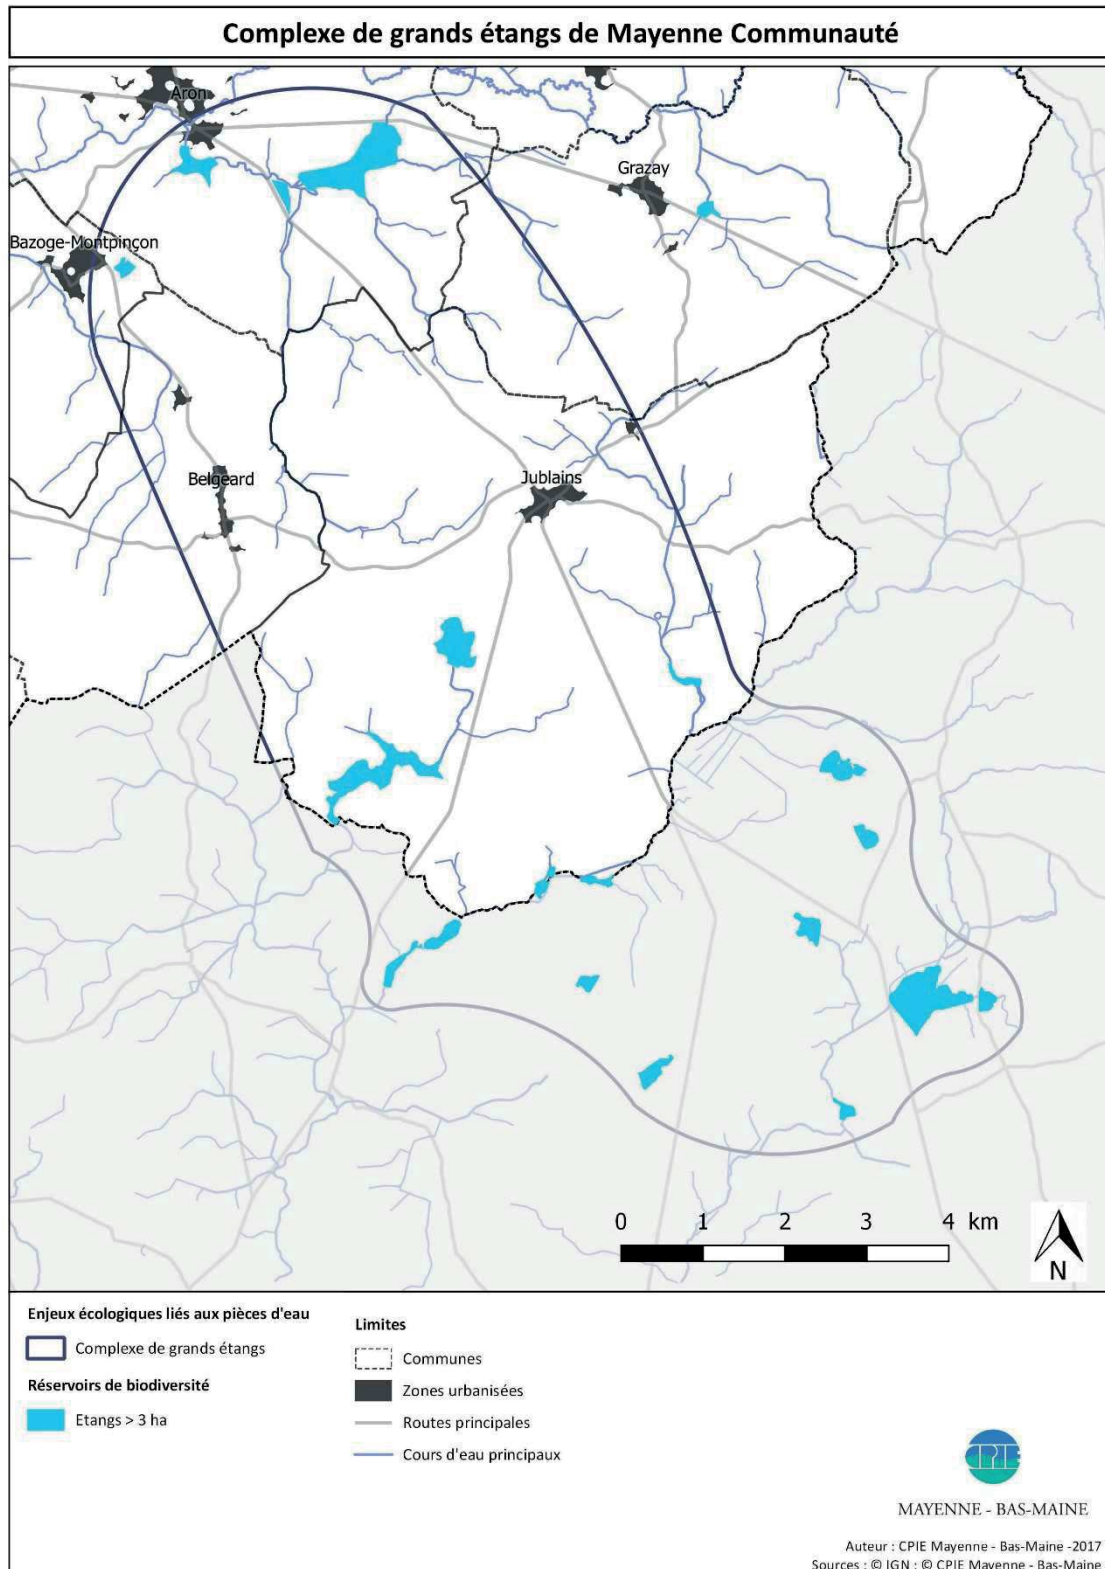 Complexe de grands étangs de Mayenne Communauté
Aron
Grazay
Bazoge-Montpinçon
Belgeard
Jublains
0 1 2 3 4 km
N
Enjeux écologiques liés aux pièces d'eau
Complexe de grands étangs
Réservoirs de biodiversité
Etangs > 3 ha
Limites
Communes
Zones urbanisées
Routes principales
Cours d'eau principaux
CPIE
MAYENNE - BAS-MAINE
Auteur : CPIE Mayenne - Bas-Maine -2017
Sources : © IGN ; © CPIE Mayenne - Bas-Maine